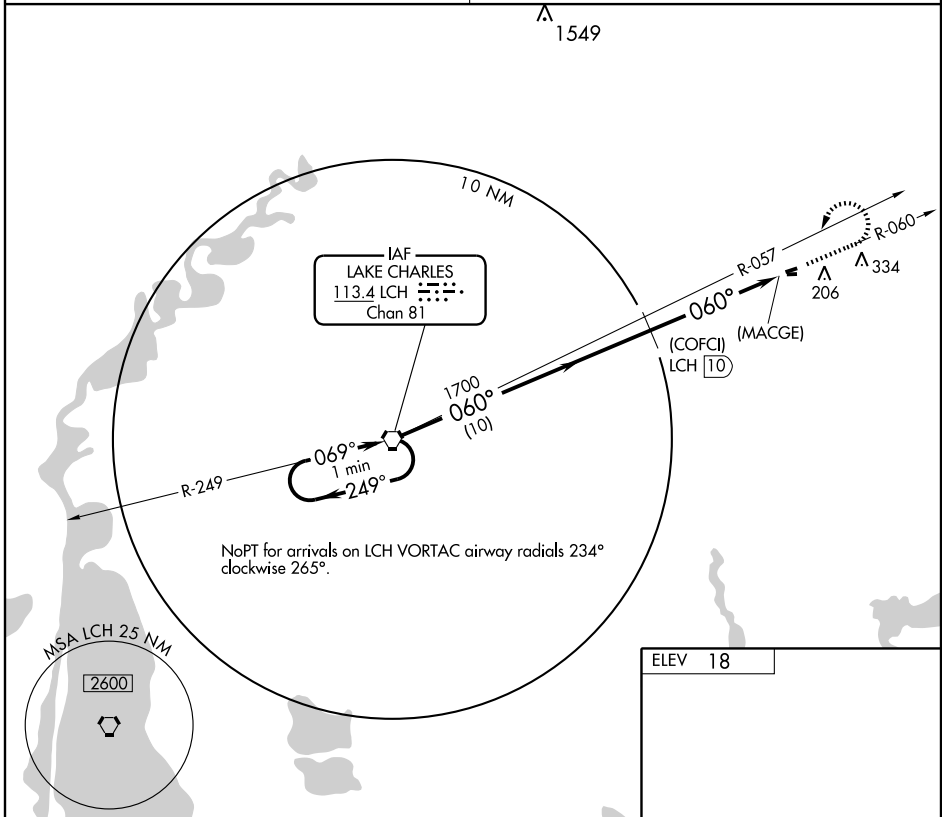 1549
10 NM
IAF
LAKE CHARLES
113.4 LCH
Chan 81
R-057
R-060
334
206
060°
(MACGE)
(COFCI)
LCH 10
1700
060°
(10)
069°
1 min
249°
R-249
NoPT for arrivals on LCH VORTAC airway radials 234°
clockwise 265°.
MSA LCH 25 NM
2600
ELEV 18